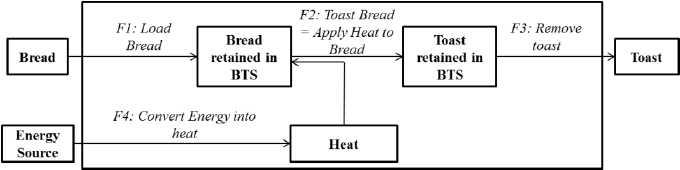 F1: Load
Bread
F2: Toast Bread
= Apply Heat to
Bread
F3: Remove
toast
Bread
Bread
retained in
BTS
Toast
retained in
BTS
Toast
F4: Convert Energy into
heat
Energy
Source
Heat